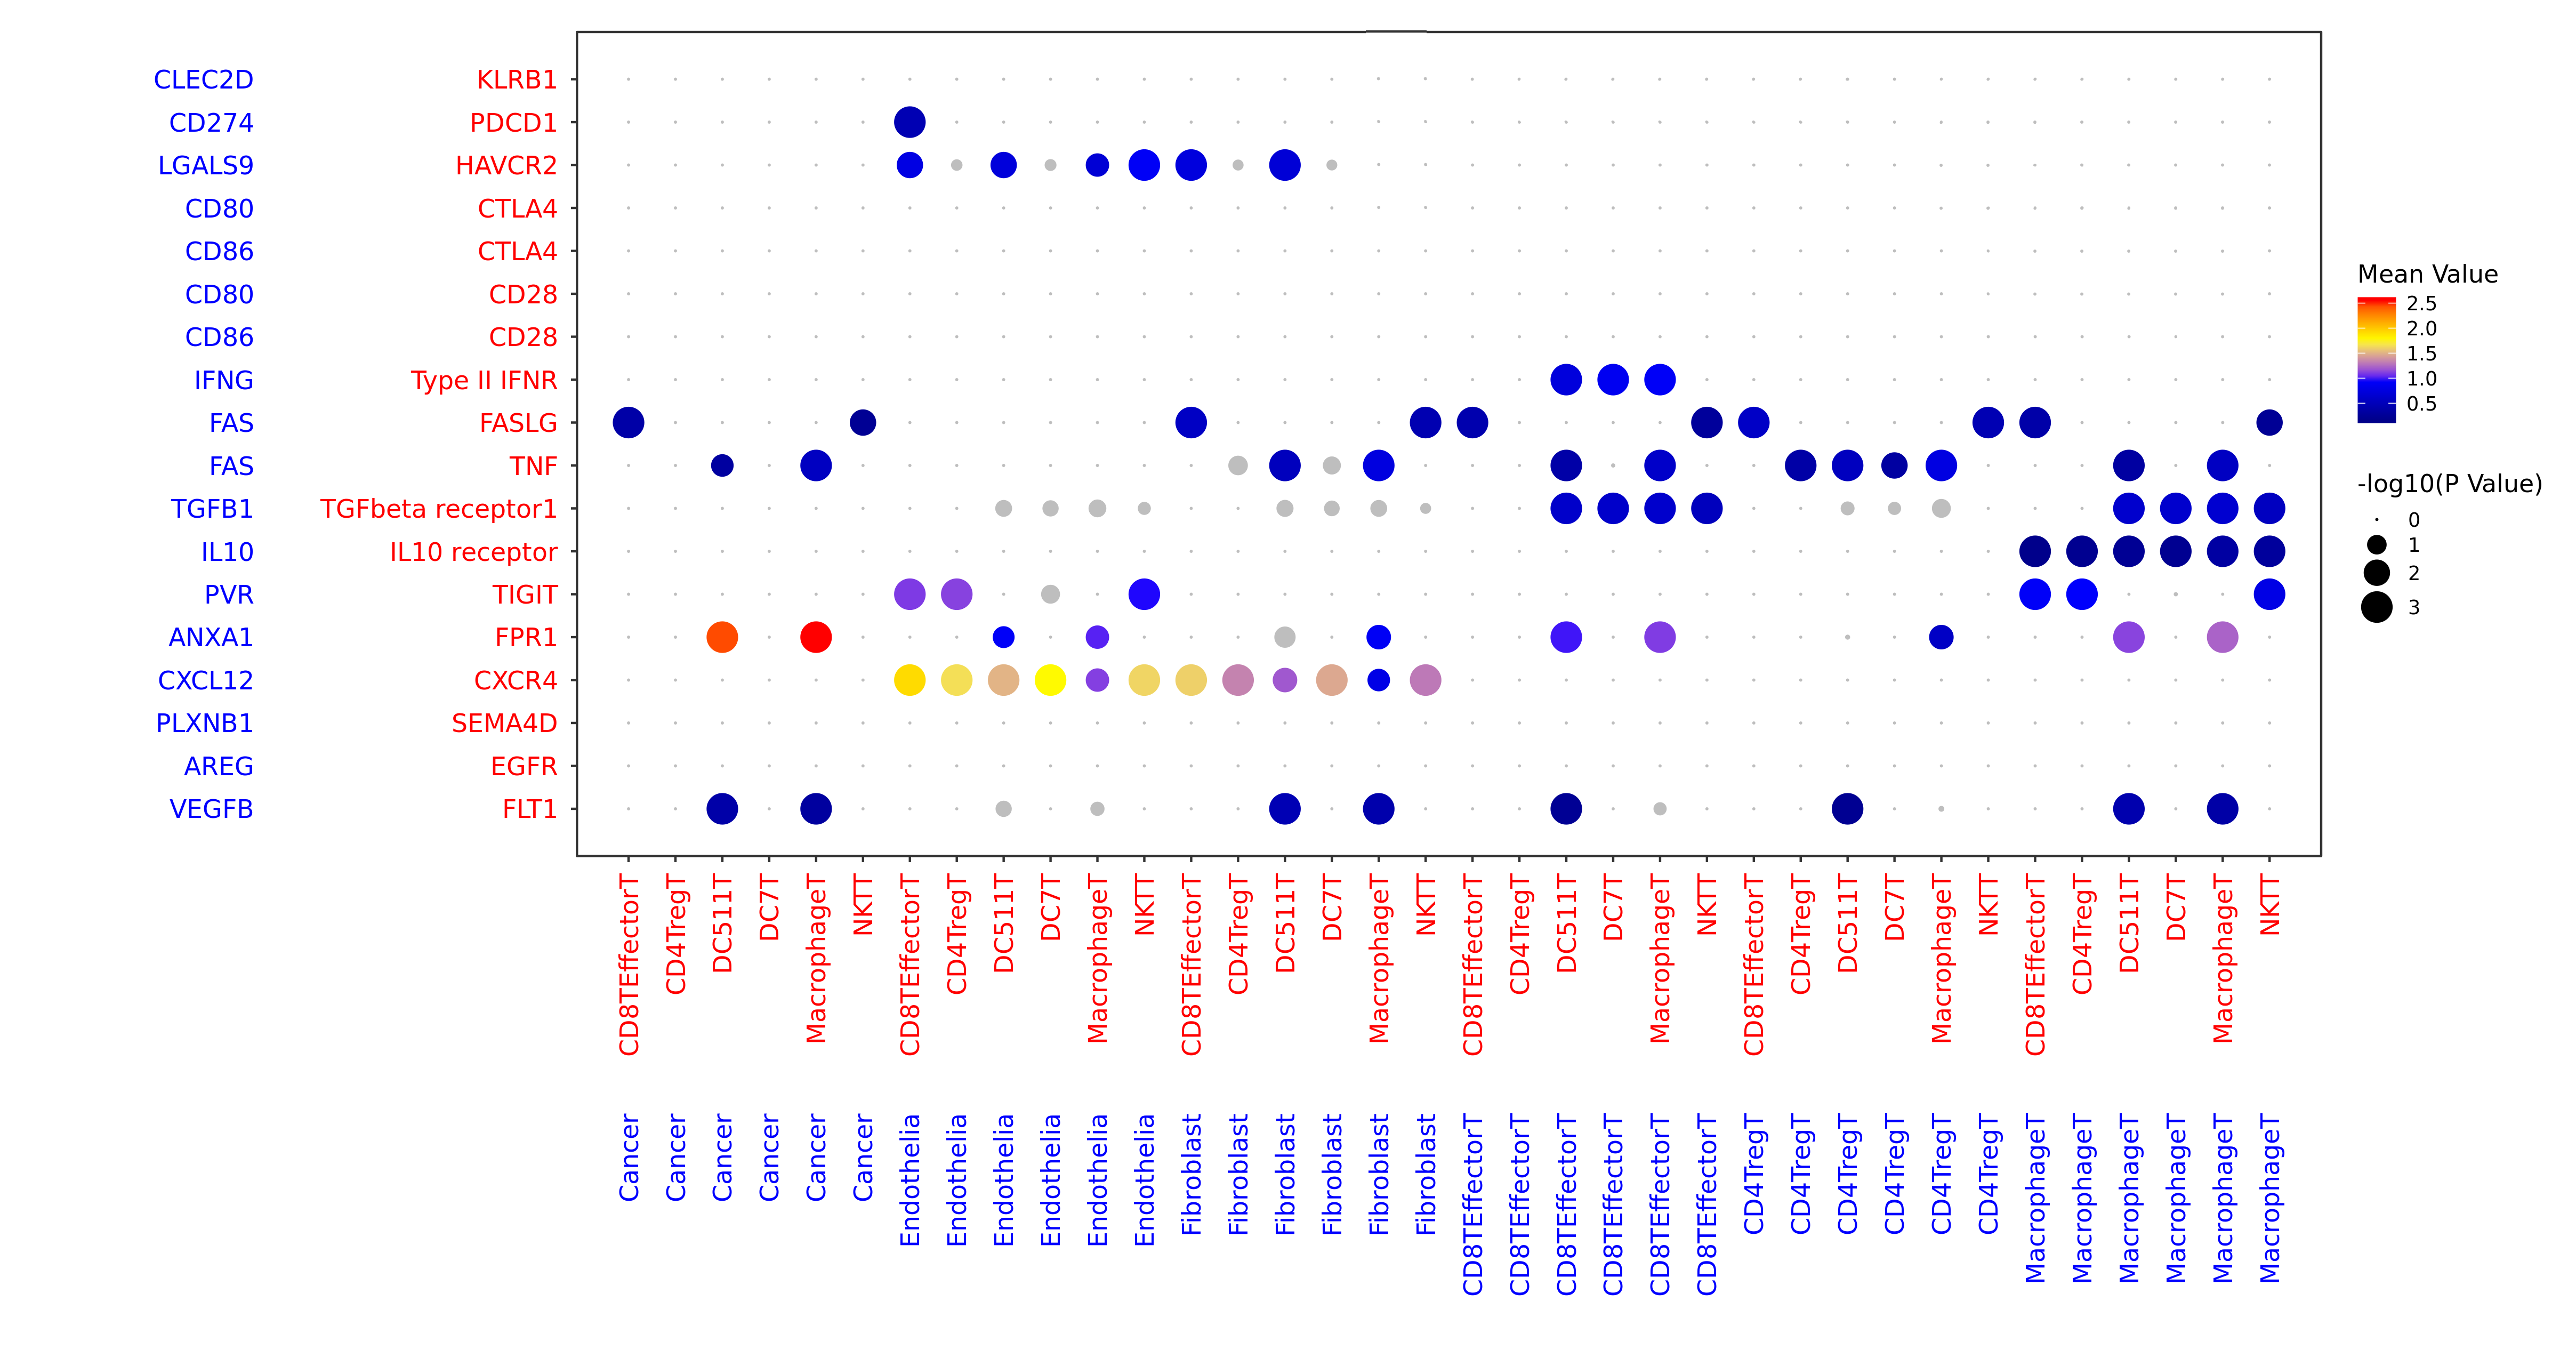 CLEC2D KLRB1
CD274 PDCD1
LGALS9 HAVCR2
CD80 CTLA4
CD86 CTLA4
CD80 CD28
CD86 CD28
IFNG Type II IFNR
FAS FASLG
FAS TNF
TGFB1 TGFbeta receptor1
IL10 IL10 receptor
PVR TIGIT
ANXA1 FPR1
CXCL12 CXCR4
PLXNB1 SEMA4D
AREG EGFR
VEGFB FLT1
Mean Value
2.5
2.0
1.5
1.0
0.5
-log10(P Value)
0
1
2
3
CD8TEffectorT CD4TregT DC511T DC7T MacrophageT NKTT CD8TEffectorT CD4TregT DC511T DC7T MacrophageT NKTT CD8TEffectorT CD4TregT DC511T DC7T MacrophageT NKTT CD8TEffectorT CD4TregT DC511T DC7T MacrophageT NKTT CD8TEffectorT CD4TregT DC511T DC7T MacrophageT NKTT CD8TEffectorT CD4TregT DC511T DC7T MacrophageT NKTT
Cancer Cancer Cancer Cancer Cancer Cancer Endothelia Endothelia Endothelia Endothelia Endothelia Endothelia Fibroblast Fibroblast Fibroblast Fibroblast Fibroblast Fibroblast CD8TEffectorT CD8TEffectorT CD8TEffectorT CD8TEffectorT CD8TEffectorT CD8TEffectorT CD4TregT CD4TregT CD4TregT CD4TregT CD4TregT CD4TregT MacrophageT MacrophageT MacrophageT MacrophageT MacrophageT MacrophageT